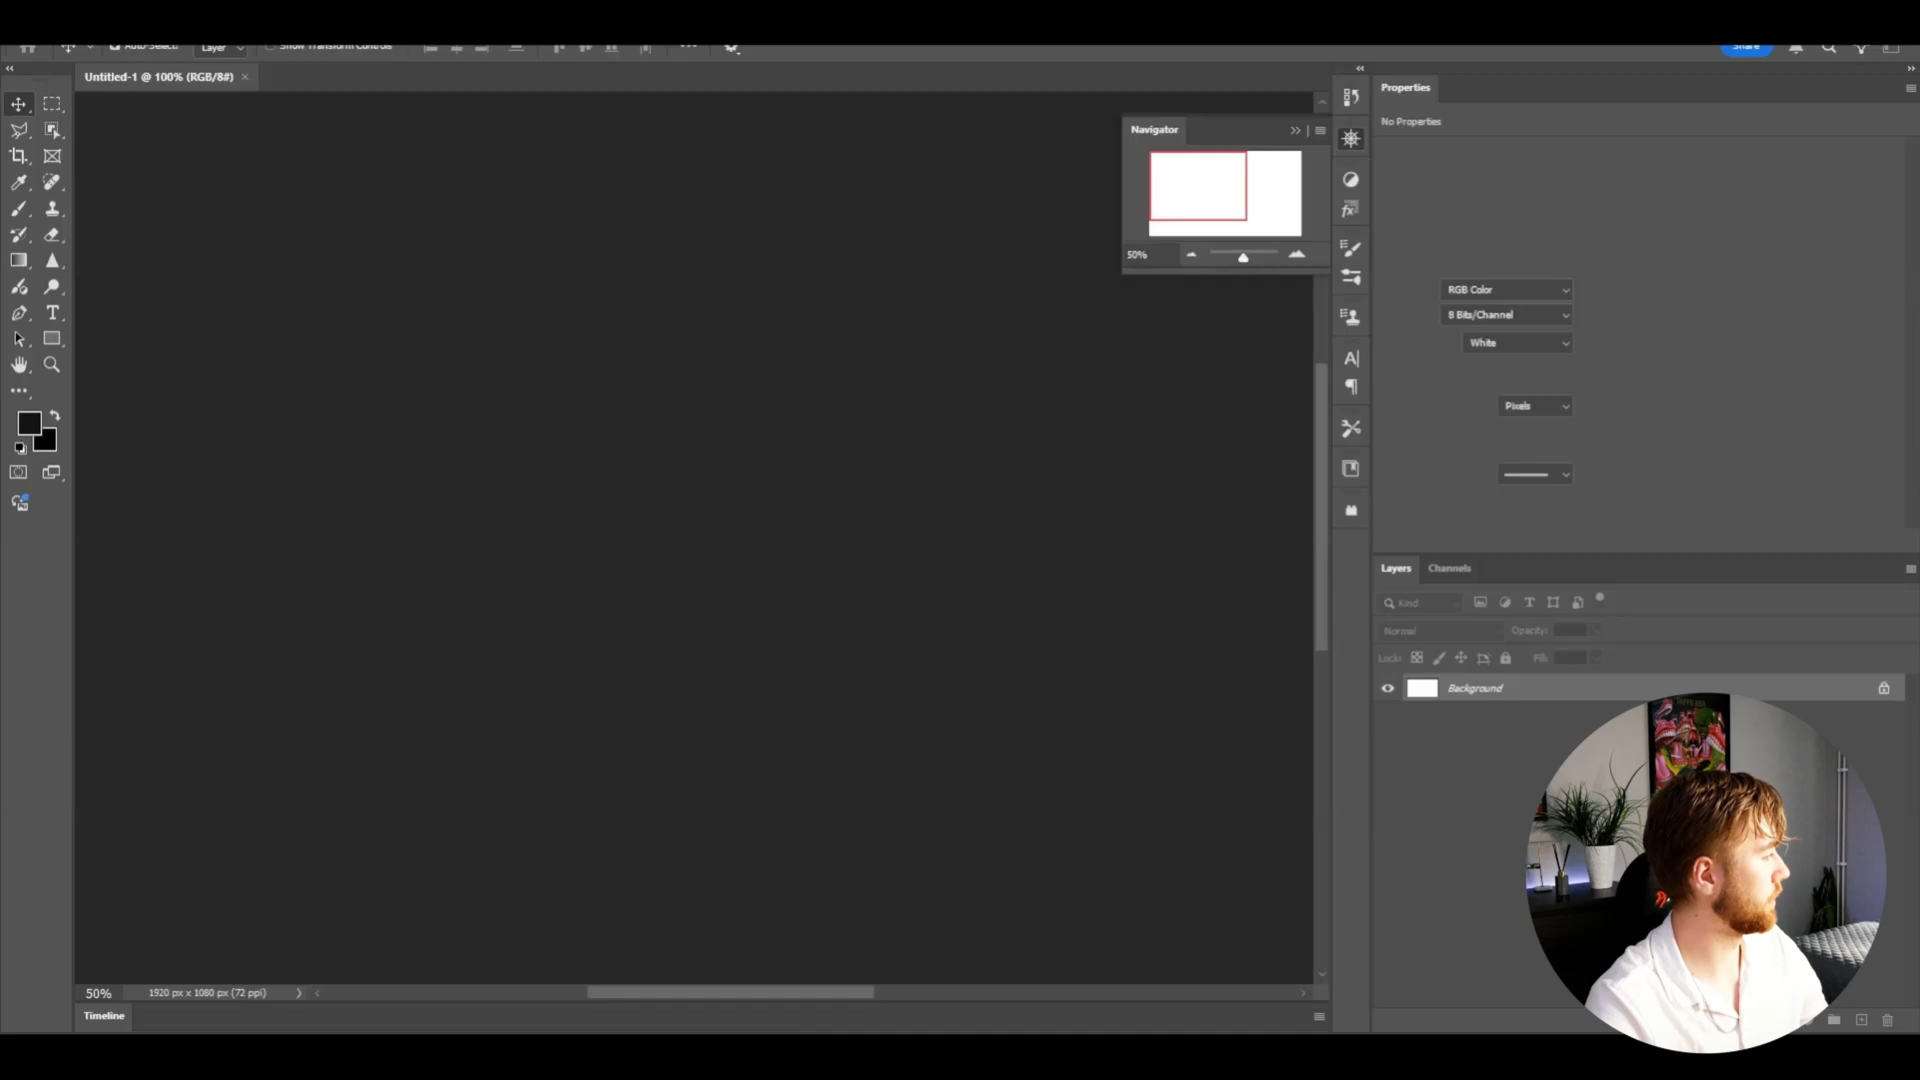 Auto-Select:
Layer
Show Transform Controls
Share
Untitled-1 @ 100% (RGB/8#)
Properties
No Properties
Navigator
50%
RGB Color
8 Bits/Channel
White
Pixels
Layers
Channels
Kind
Normal
Opacity:
Lock:
Fill:
Background
50%
1920 px x 1080 px (72 ppi)
Timeline